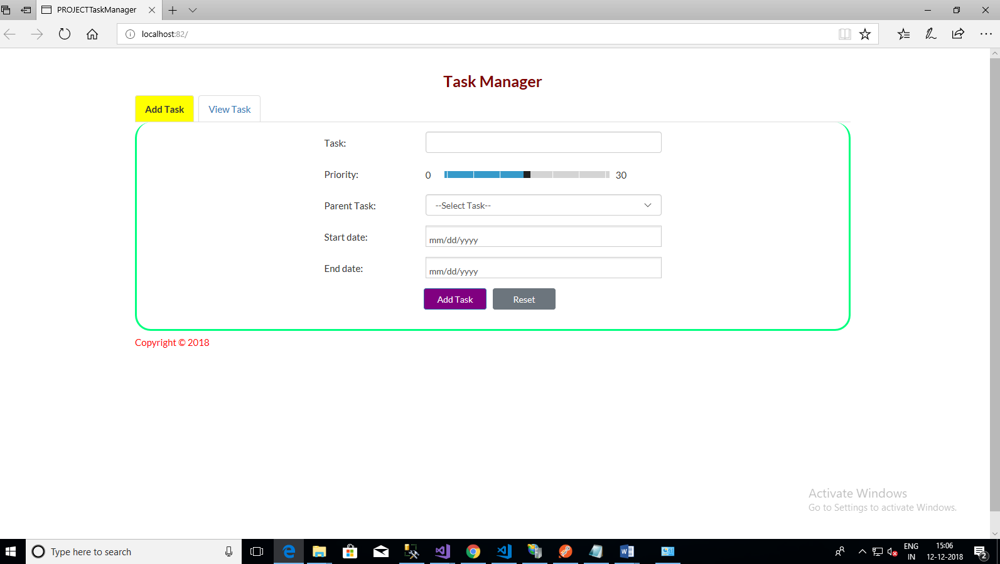 PROJECTTaskManager
localhost:82/
Task Manager
Add Task
View Task
Task:
Priority:
0
30
Parent Task:
--Select Task--
Start date:
mm/dd/yyyy
End date:
mm/dd/yyyy
Add Task
Reset
Copyright © 2018
Activate Windows
Go to Settings to activate Windows.
Type here to search
ENG
IN
15:06
12-12-2018
2